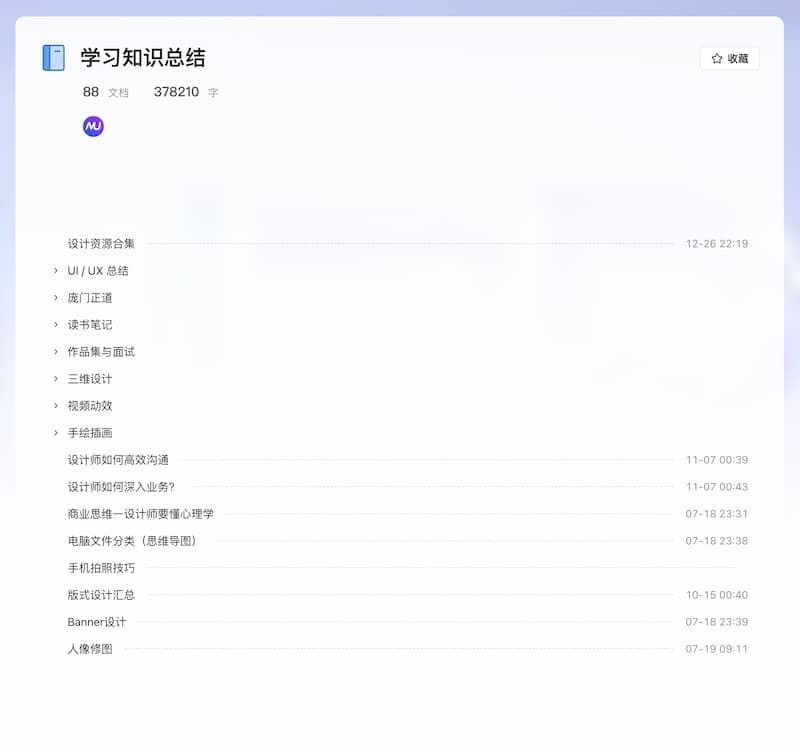 学习知识总结
收藏
88 文档 378210 字
MU
设计资源合集 12-26 22:19
UI / UX 总结
庞门正道
读书笔记
作品集与面试
三维设计
视频动效
手绘插画
设计师如何高效沟通 11-07 00:39
设计师如何深入业务? 11-07 00:43
商业思维—设计师要懂心理学 07-18 23:31
电脑文件分类（思维导图） 07-18 23:38
手机拍照技巧
版式设计汇总 10-15 00:40
Banner设计 07-18 23:39
人像修图 07-19 09:11